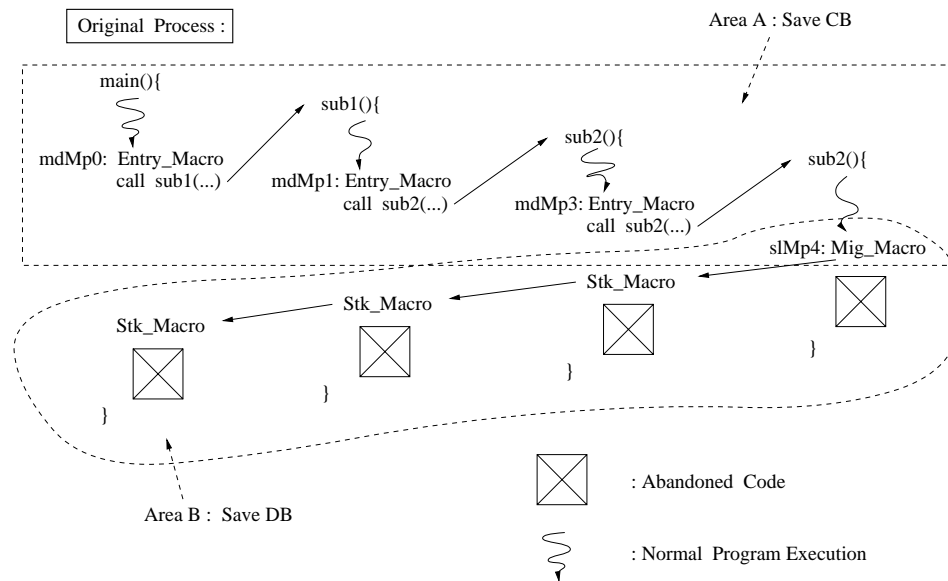 Original Process :
Area A : Save CB
main(){
sub1(){
sub2(){
sub2(){
mdMp0: Entry_Macro
call sub1(...)
mdMp1: Entry_Macro
call sub2(...)
mdMp3: Entry_Macro
call sub2(...)
slMp4: Mig_Macro
Stk_Macro
Stk_Macro
Stk_Macro
}
}
}
}
Area B : Save DB
: Abandoned Code
: Normal Program Execution